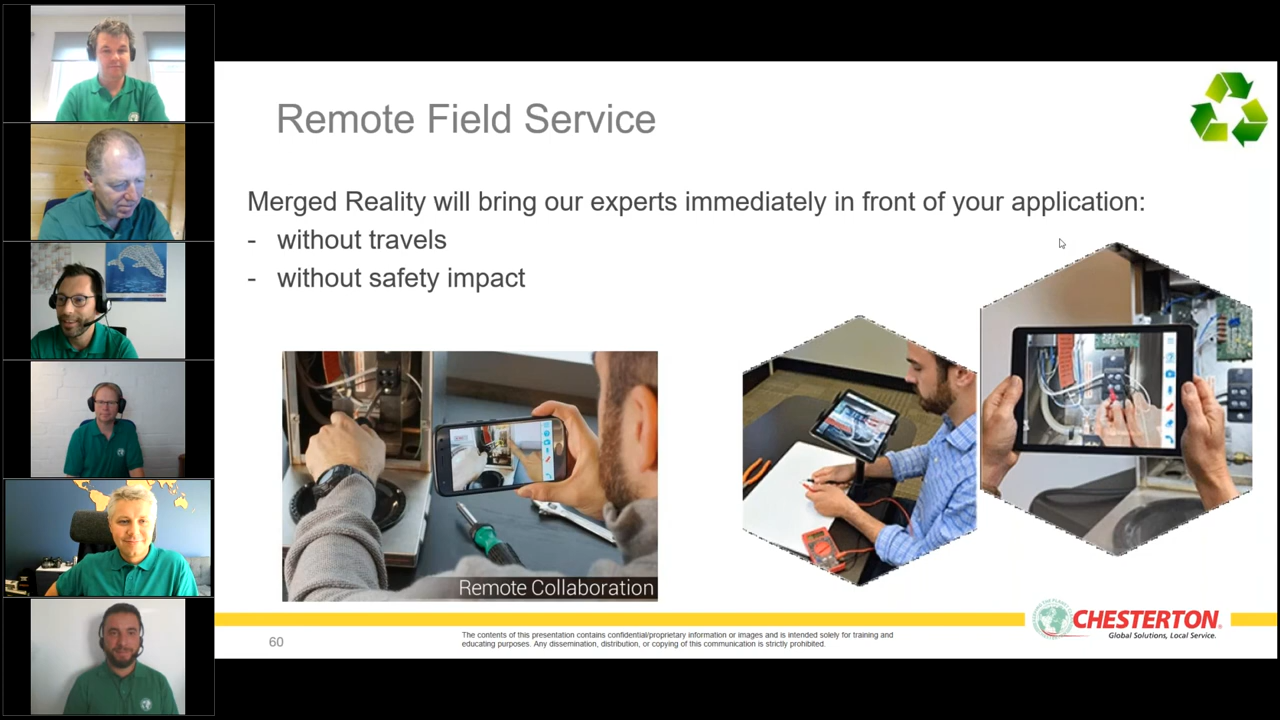 Remote Field Service
Merged Reality will bring our experts immediately in front of your application:
- without travels
- without safety impact
Remote Collaboration
CHESTERTON®
Global Solutions, Local Service.
60
The contents of this presentation contains confidential/proprietary information or images and is intended solely for training and
educating purposes. Any dissemination, distribution, or copying of this communication is strictly prohibited.